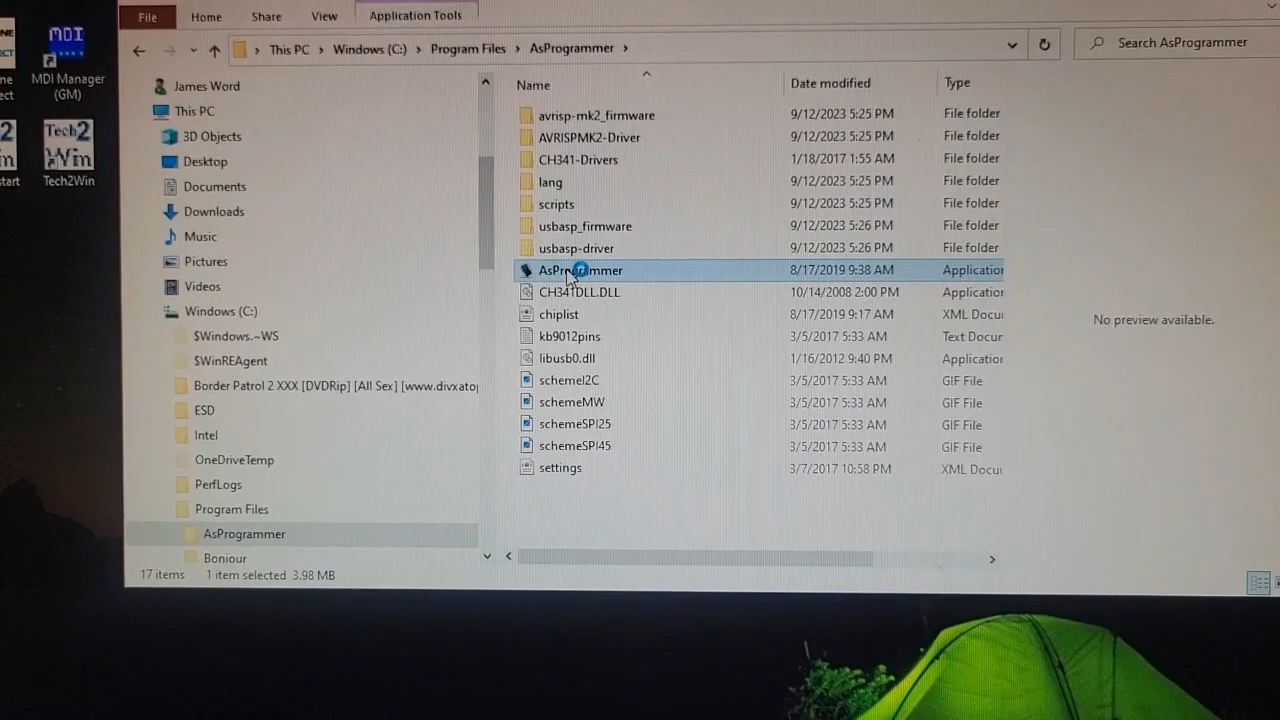 File Home Share View Application Tools
This PC > Windows (C:) > Program Files > AsProgrammer >
Search AsProgrammer
NE
MDI
ne
ect
MDI Manager
(GM)
Tech2
Win
start
Tech2Win
James Word
This PC
3D Objects
Desktop
Documents
Downloads
Music
Pictures
Videos
Windows (C:)
$Windows.~WS
$WinREAgent
Border Patrol 2 XXX [DVDRip] [All Sex] [www.divxato
ESD
Intel
OneDriveTemp
PerfLogs
Program Files
AsProgrammer
Bonjour
Name Date modified Type
avrisp-mk2_firmware 9/12/2023 5:25 PM File folder
AVRISPMK2-Driver 9/12/2023 5:25 PM File folder
CH341-Drivers 1/18/2017 1:55 AM File folder
lang 9/12/2023 5:25 PM File folder
scripts 9/12/2023 5:25 PM File folder
usbasp_firmware 9/12/2023 5:26 PM File folder
usbasp-driver 9/12/2023 5:26 PM File folder
AsProgrammer 8/17/2019 9:38 AM Application
CH341DLL.DLL 10/14/2008 2:00 PM Application
chiplist 8/17/2019 9:17 AM XML Docu
kb9012pins 3/5/2017 5:33 AM Text Docur
libusb0.dll 1/16/2012 9:40 PM Application
schemeI2C 3/5/2017 5:33 AM GIF File
schemeMW 3/5/2017 5:33 AM GIF File
schemeSPI25 3/5/2017 5:33 AM GIF File
schemeSPI45 3/5/2017 5:33 AM GIF File
settings 3/7/2017 10:58 PM XML Docu
No preview available.
17 items 1 item selected 3.98 MB